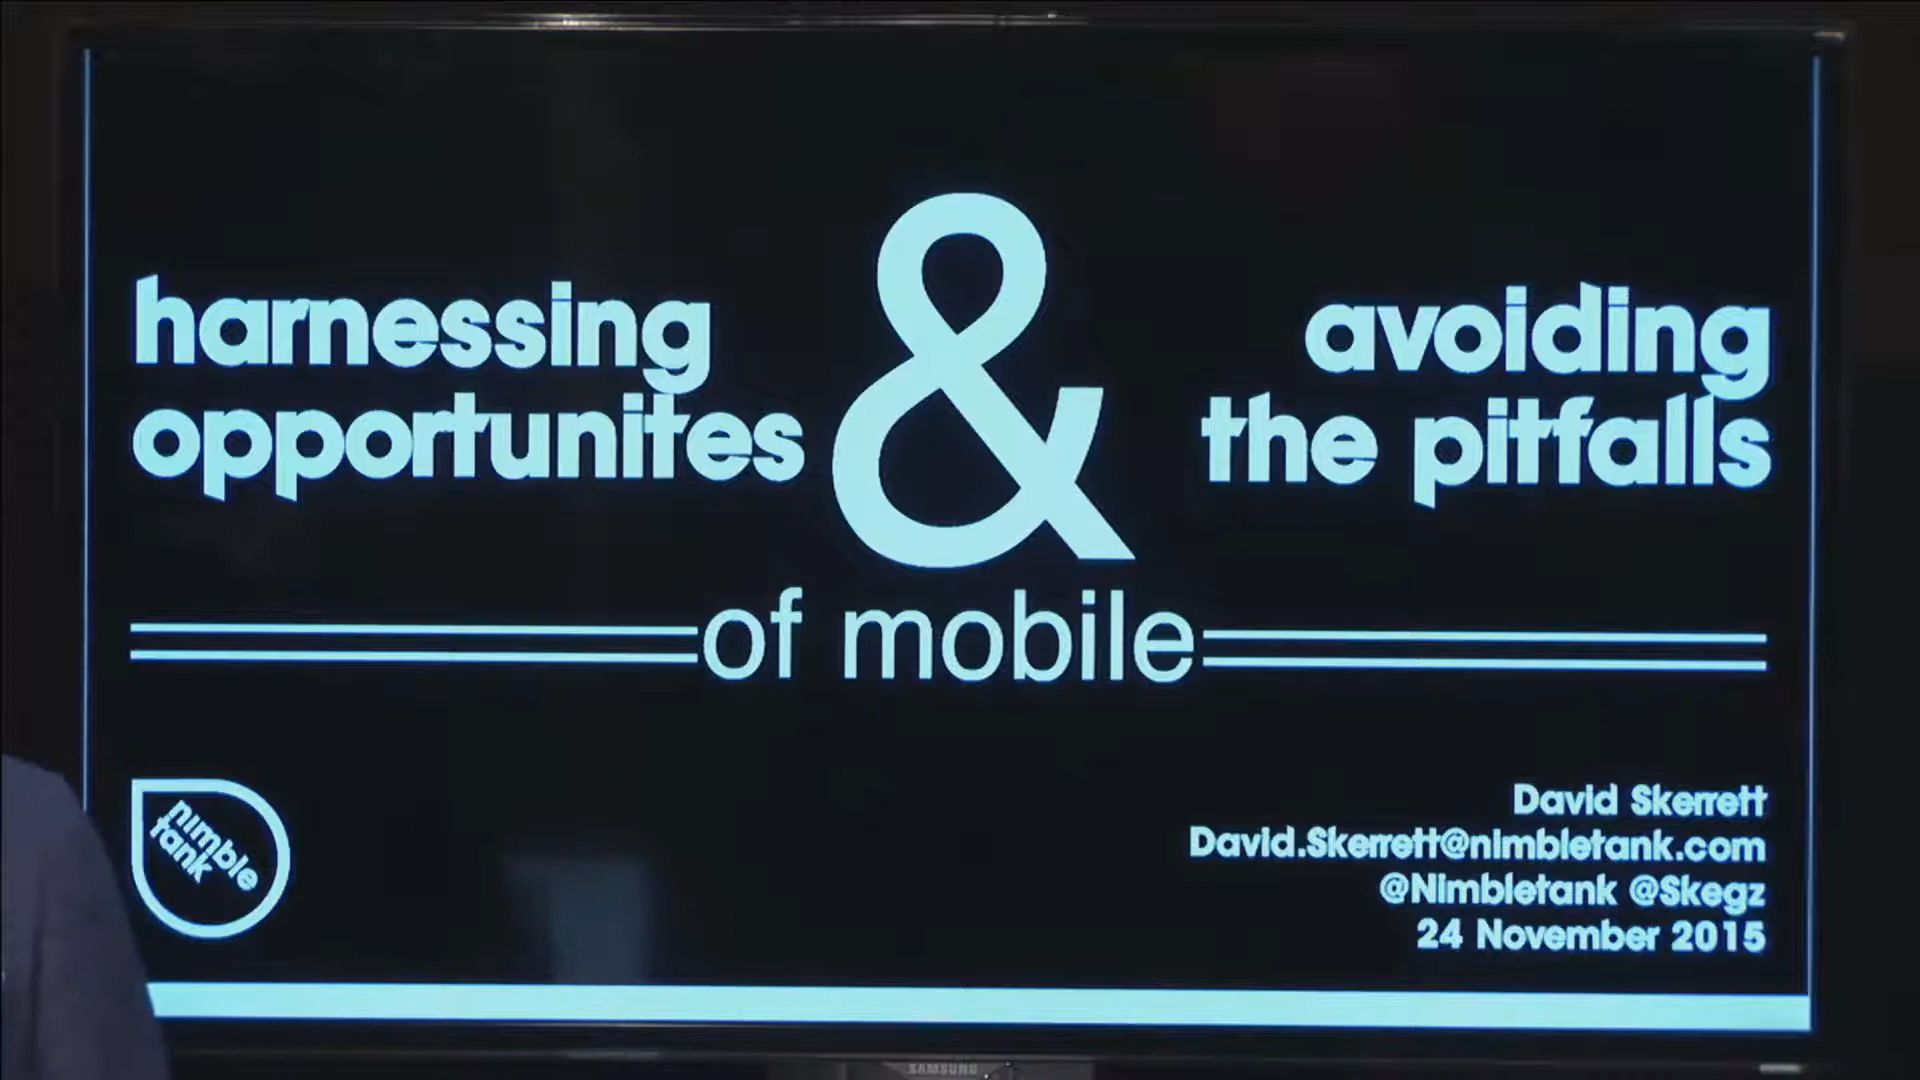 harnessing
opportunites
&
avoiding
the pitfalls
of mobile
nimble
tank
David Skerrett
David.Skerrett@nimbletank.com
@Nimbletank @Skegz
24 November 2015
SAMSUNG